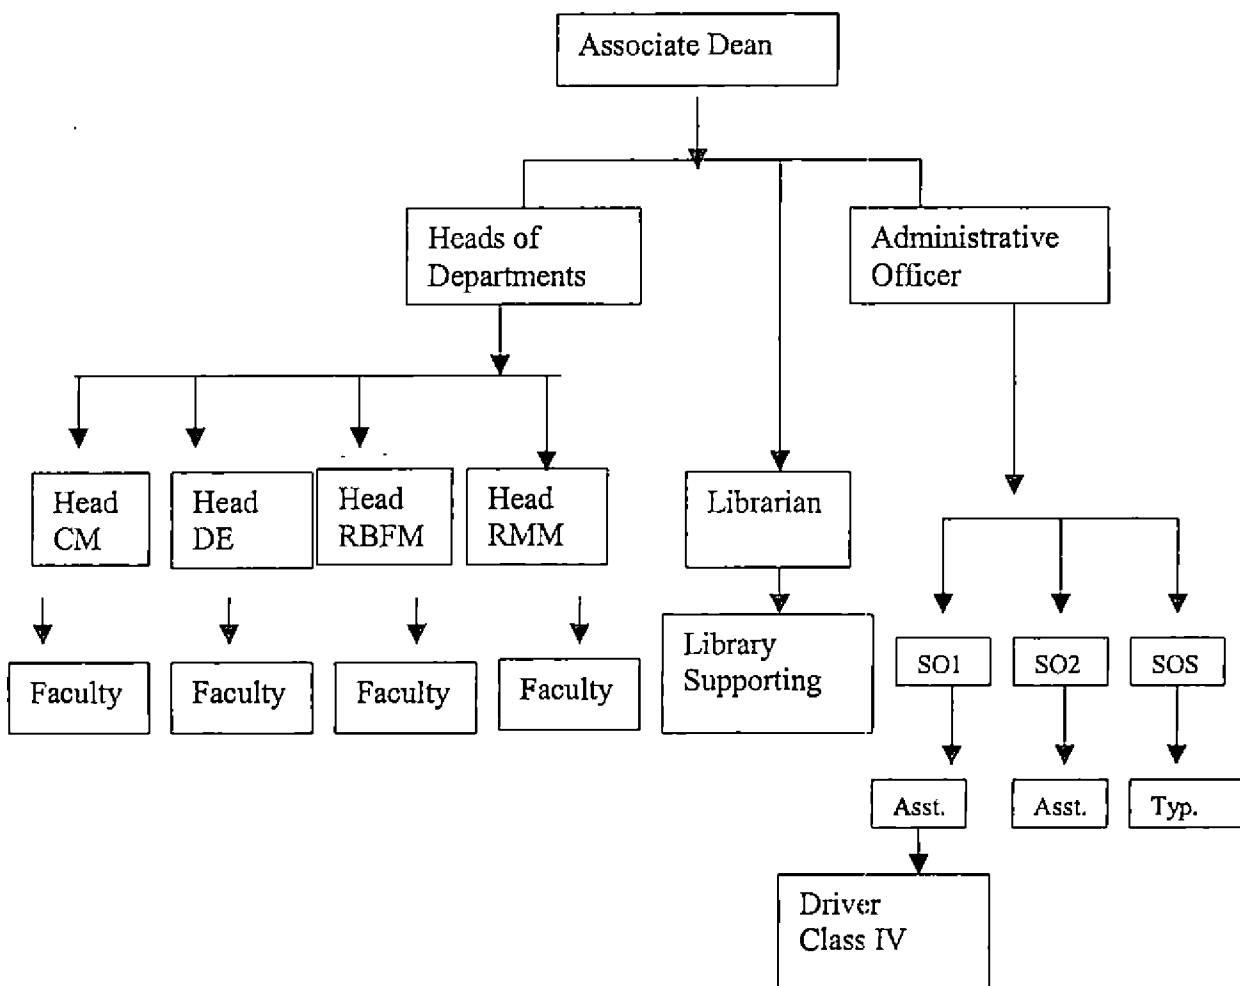 Associate Dean
Heads of
Departments
Administrative
Officer
Head
CM
Head
DE
Head
RBFM
Head
RMM
Librarian
Faculty
Faculty
Faculty
Faculty
Library
Supporting
SO1
SO2
SOS
Asst.
Asst.
Typ.
Driver
Class IV